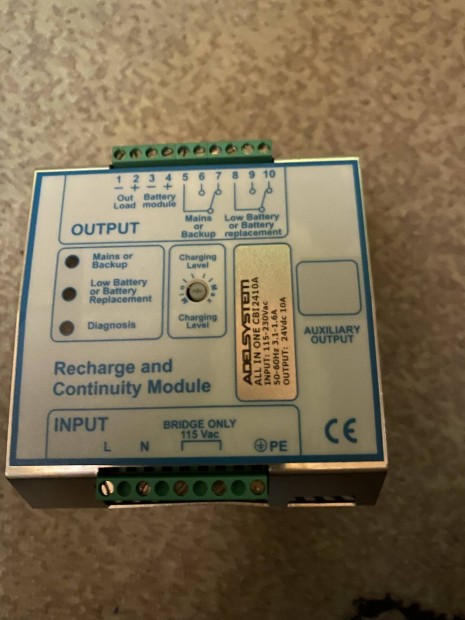 1 2 3 4 5 6 7 8 9 10
− + − +
Out Load
Battery module
Mains or Backup
Low Battery or Battery replacement
OUTPUT
Mains or
Backup
Low Battery
or Battery
Replacement
Diagnosis
Charging
Level
Min Max
Charging
Level
ADELSYSTEM
ALL IN ONE CBI2410A
INPUT: 115-230Vac
50-60Hz 3.1-1.6A
OUTPUT: 24Vdc 10A
AUXILIARY
OUTPUT
Recharge and
Continuity Module
INPUT
BRIDGE ONLY
115 Vac
L N PE
CE